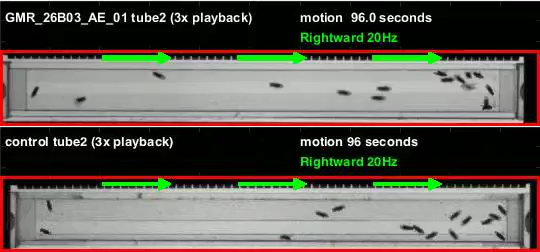 GMR_26B03_AE_01 tube2 (3x playback)
motion 96.0 seconds
Rightward 20Hz
control tube2 (3x playback)
motion 96 seconds
Rightward 20Hz